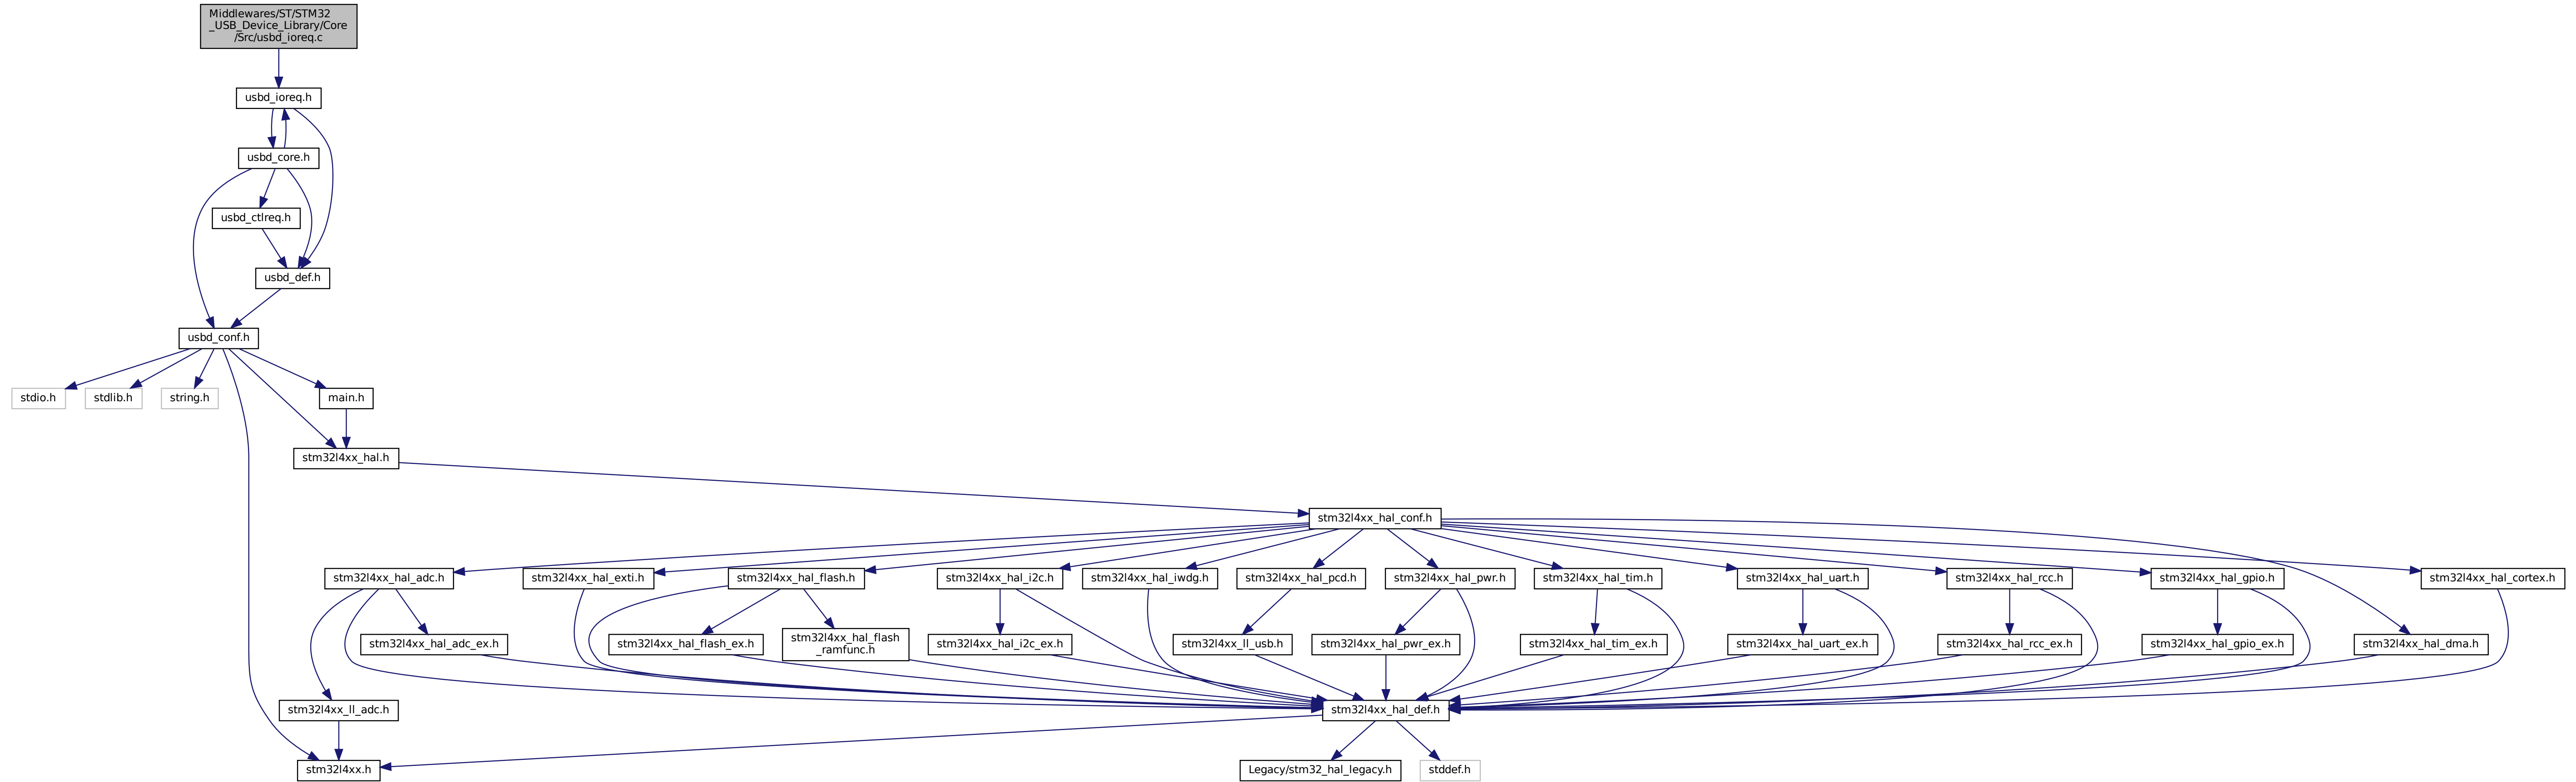 Middlewares/ST/STM32
_USB_Device_Library/Core
/Src/usbd_ioreq.c
usbd_ioreq.h
usbd_core.h
usbd_ctlreq.h
usbd_def.h
usbd_conf.h
stdio.h
stdlib.h
string.h
main.h
stm32l4xx_hal.h
stm32l4xx_hal_conf.h
stm32l4xx_hal_adc.h
stm32l4xx_hal_exti.h
stm32l4xx_hal_flash.h
stm32l4xx_hal_i2c.h
stm32l4xx_hal_iwdg.h
stm32l4xx_hal_pcd.h
stm32l4xx_hal_pwr.h
stm32l4xx_hal_tim.h
stm32l4xx_hal_uart.h
stm32l4xx_hal_rcc.h
stm32l4xx_hal_gpio.h
stm32l4xx_hal_cortex.h
stm32l4xx_hal_adc_ex.h
stm32l4xx_hal_flash_ex.h
stm32l4xx_hal_flash
_ramfunc.h
stm32l4xx_hal_i2c_ex.h
stm32l4xx_ll_usb.h
stm32l4xx_hal_pwr_ex.h
stm32l4xx_hal_tim_ex.h
stm32l4xx_hal_uart_ex.h
stm32l4xx_hal_rcc_ex.h
stm32l4xx_hal_gpio_ex.h
stm32l4xx_hal_dma.h
stm32l4xx_ll_adc.h
stm32l4xx_hal_def.h
stm32l4xx.h
Legacy/stm32_hal_legacy.h
stddef.h